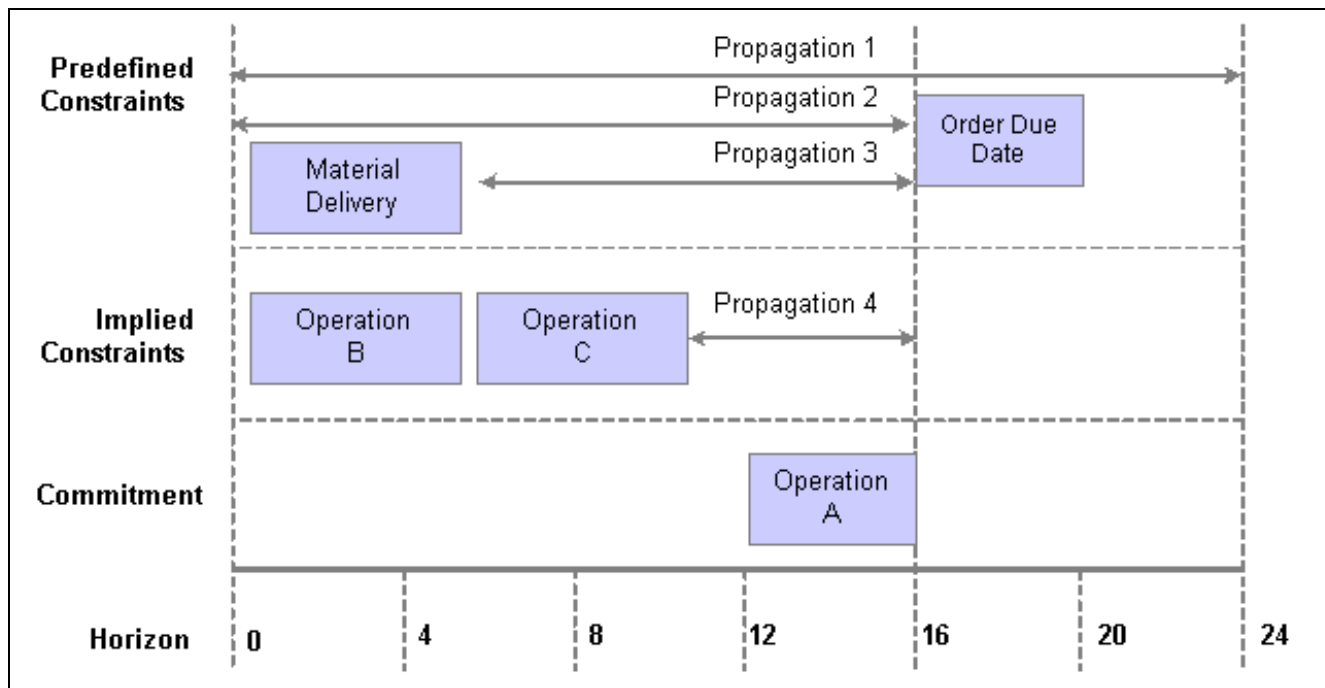 Propagation 1
Predefined
Constraints
Propagation 2
Order Due
Date
Propagation 3
Material
Delivery
Implied
Constraints
Operation
B
Operation
C
Propagation 4
Commitment
Operation
A
Horizon
0
4
8
12
16
20
24